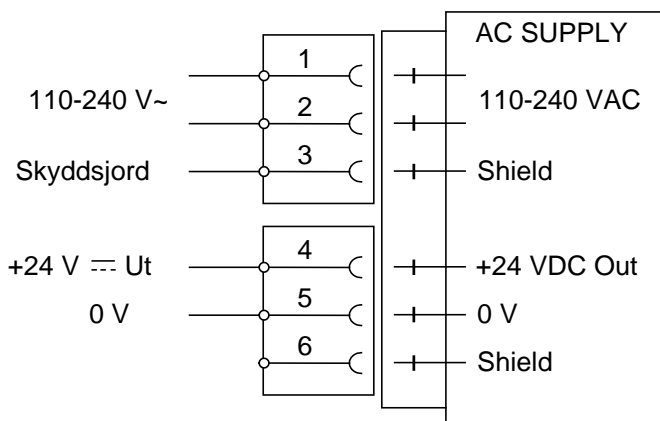 AC SUPPLY
1
110-240 V~
2
110-240 VAC
3
Skyddsjord
Shield
4
+24 V ⎓ Ut
+24 VDC Out
5
0 V
0 V
6
Shield